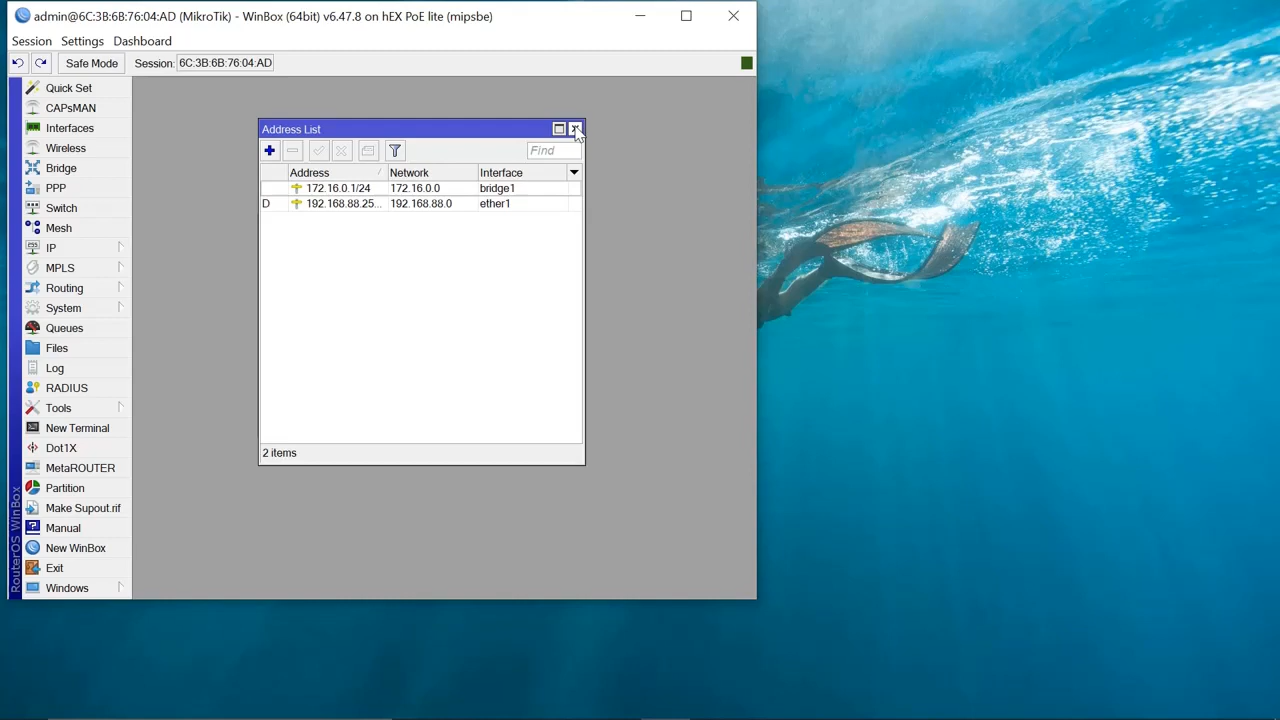 admin@6C:3B:6B:76:04:AD (MikroTik) - WinBox (64bit) v6.47.8 on hEX PoE lite (mipsbe)
Session Settings Dashboard
Safe Mode Session: 6C:3B:6B:76:04:AD
Quick Set
CAPsMAN
Interfaces
Wireless
Bridge
PPP
Switch
Mesh
IP
MPLS
Routing
System
Queues
Files
Log
RADIUS
Tools
New Terminal
Dot1X
MetaROUTER
Partition
Make Supout.rif
Manual
New WinBox
Exit
Windows
RouterOS WinBox
Address List
Find
Address Network Interface
172.16.0.1/24 172.16.0.0 bridge1
D 192.168.88.25... 192.168.88.0 ether1
2 items